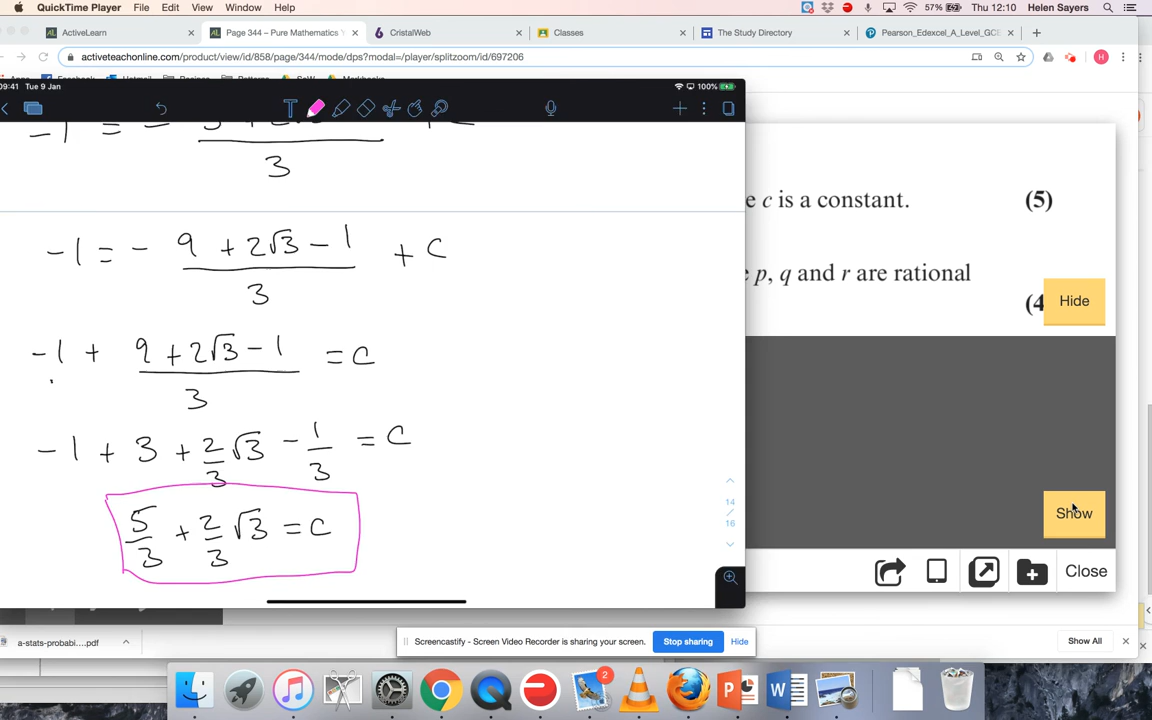 QuickTime Player File Edit View Window Help 57% Thu 12:10 Helen Sayers
ActiveLearn Page 344 – Pure Mathematics CristalWeb Classes The Study Directory Pearson_Edexcel_A_Level_GCE
activeteachonline.com/product/view/id/858/page/344/mode/dps?modal=/player/splitzoom/id/697206 H
09:41 Tue 9 Jan 100%
T
-1 = -
3
e c is a constant. (5)
-1 = - 9 + 2√3 - 1 + c
3
e p, q and r are rational
(4
Hide
-1 + 9 + 2√3 - 1 = c
3
-1 + 3 + 2/3 √3 - 1/3 = c
14
/
16
Show
5/3 + 2/3 √3 = c
Close
a-stats-probabi....pdf
Screencastify - Screen Video Recorder is sharing your screen. Stop sharing Hide
Show All
2
P W